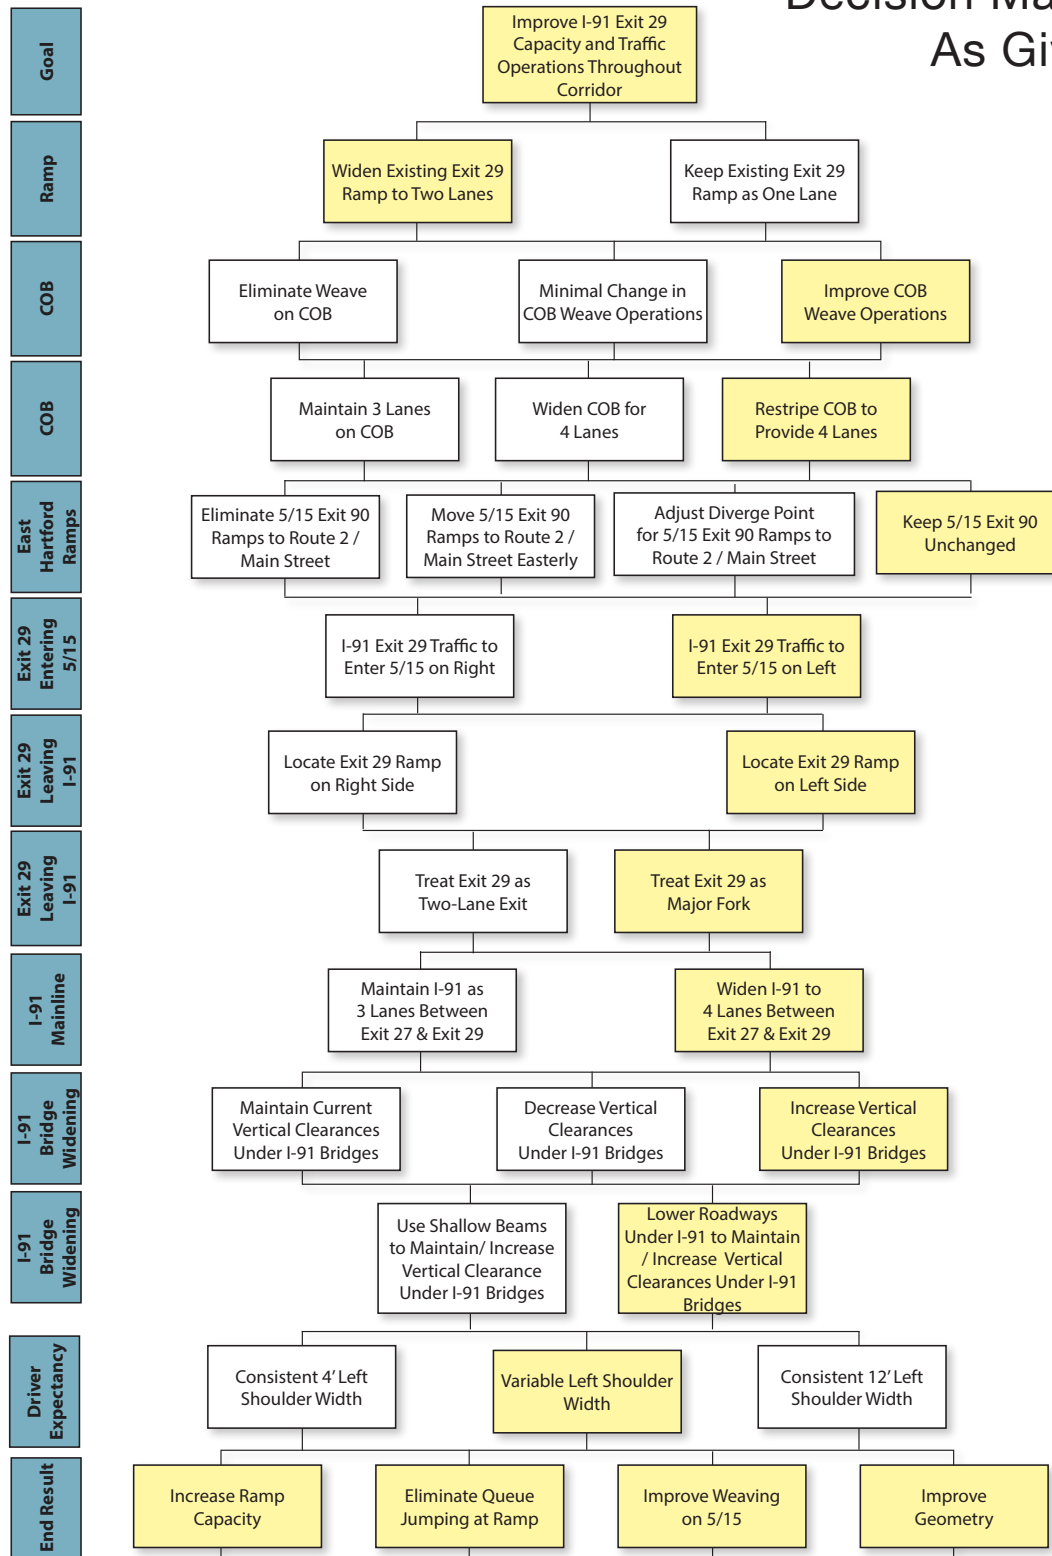 Decision Ma
As Giv
Goal
Improve I-91 Exit 29
Capacity and Traffic
Operations Throughout
Corridor
Ramp
Widen Existing Exit 29
Ramp to Two Lanes
Keep Existing Exit 29
Ramp as One Lane
COB
Eliminate Weave
on COB
Minimal Change in
COB Weave Operations
Improve COB
Weave Operations
COB
Maintain 3 Lanes
on COB
Widen COB for
4 Lanes
Restripe COB to
Provide 4 Lanes
East
Hartford
Ramps
Eliminate 5/15 Exit 90
Ramps to Route 2 /
Main Street
Move 5/15 Exit 90
Ramps to Route 2 /
Main Street Easterly
Adjust Diverge Point
for 5/15 Exit 90 Ramps to
Route 2 / Main Street
Keep 5/15 Exit 90
Unchanged
Exit 29
Entering
5/15
I-91 Exit 29 Traffic to
Enter 5/15 on Right
I-91 Exit 29 Traffic to
Enter 5/15 on Left
Exit 29
Leaving
I-91
Locate Exit 29 Ramp
on Right Side
Locate Exit 29 Ramp
on Left Side
Exit 29
Leaving
I-91
Treat Exit 29 as
Two-Lane Exit
Treat Exit 29 as
Major Fork
I-91
Mainline
Maintain I-91 as
3 Lanes Between
Exit 27 & Exit 29
Widen I-91 to
4 Lanes Between
Exit 27 & Exit 29
I-91
Bridge
Widening
Maintain Current
Vertical Clearances
Under I-91 Bridges
Decrease Vertical
Clearances
Under I-91 Bridges
Increase Vertical
Clearances
Under I-91 Bridges
I-91
Bridge
Widening
Use Shallow Beams
to Maintain/ Increase
Vertical Clearance
Under I-91 Bridges
Lower Roadways
Under I-91 to Maintain
/ Increase Vertical
Clearances Under I-91
Bridges
Driver
Expectancy
Consistent 4' Left
Shoulder Width
Variable Left Shoulder
Width
Consistent 12' Left
Shoulder Width
End Result
Increase Ramp
Capacity
Eliminate Queue
Jumping at Ramp
Improve Weaving
on 5/15
Improve
Geometry